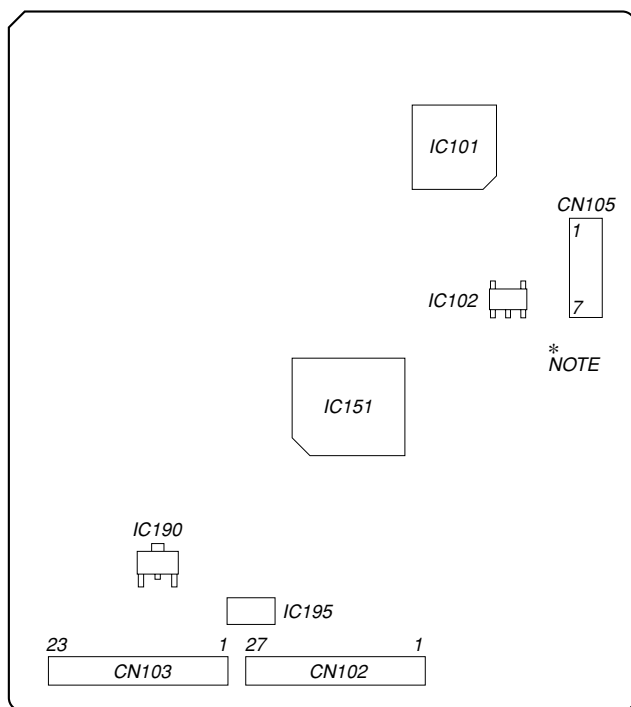 IC101
CN105
1
IC102
7
*
NOTE
IC151
IC190
IC195
23 1 27 1
CN103 CN102